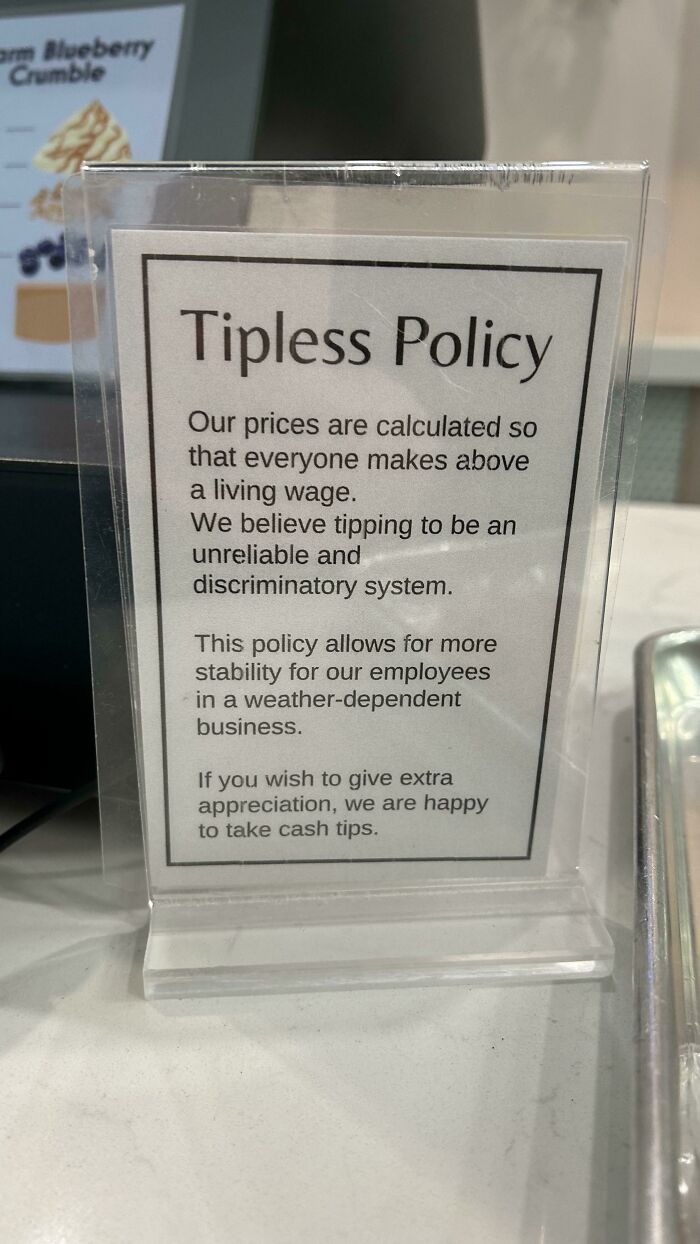 Blueberry
Crumble
Tipless Policy
Our prices are calculated so
that everyone makes above
a living wage.
We believe tipping to be an
unreliable and
discriminatory system.
This policy allows for more
stability for our employees
in a weather-dependent
business.
If you wish to give extra
appreciation, we are happy
to take cash tips.